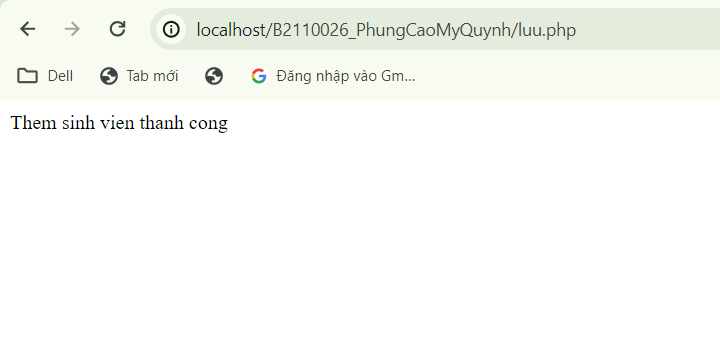 localhost/B2110026_PhungCaoMyQuynh/luu.php
Dell Tab mới Đăng nhập vào Gm...
Them sinh vien thanh cong